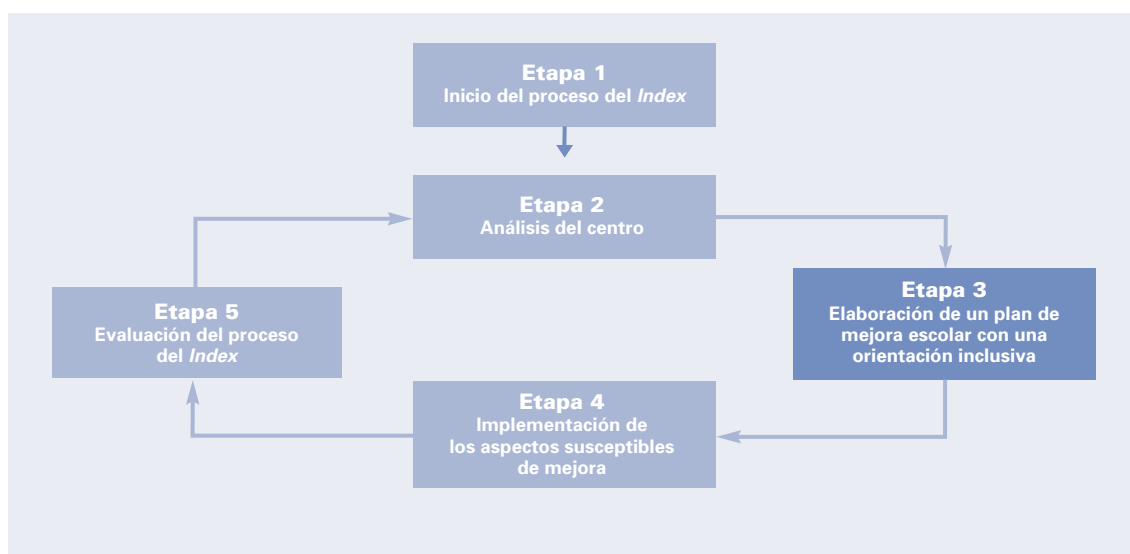 Etapa 1
Inicio del proceso del Index
Etapa 2
Análisis del centro
Etapa 3
Elaboración de un plan de
mejora escolar con una
orientación inclusiva
Etapa 4
Implementación de
los aspectos susceptibles
de mejora
Etapa 5
Evaluación del proceso
del Index